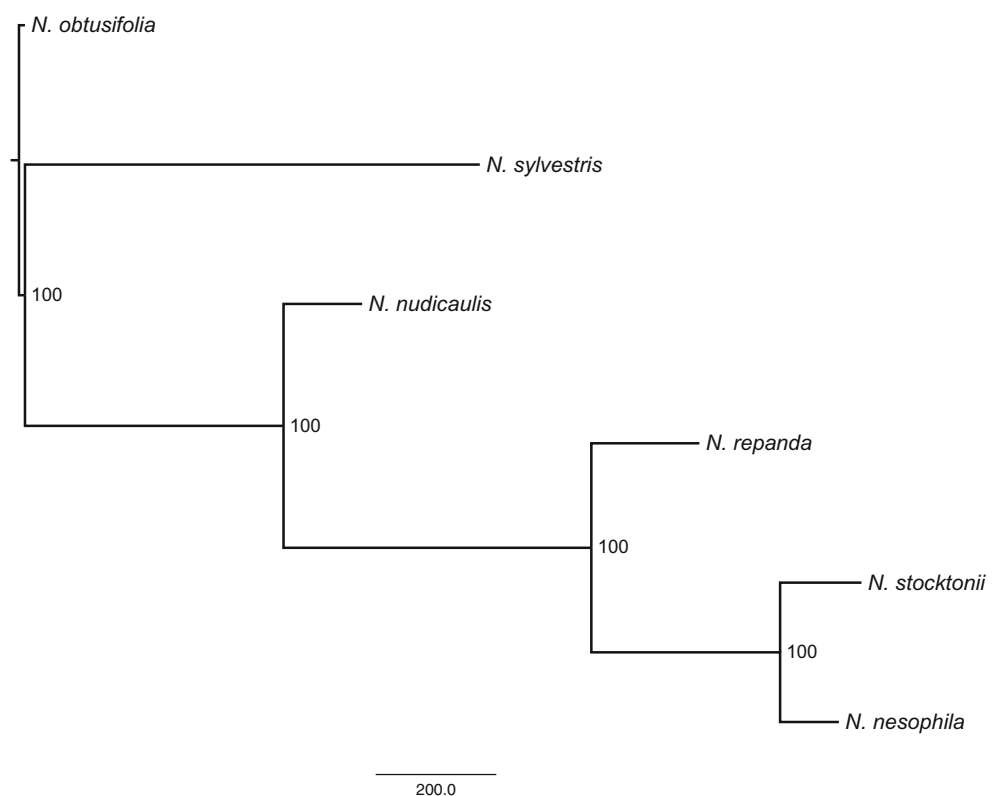 N. obtusifolia
N. sylvestris
100
N. nudicaulis
100
N. repanda
100
N. stocktonii
100
N. nesophila
200.0